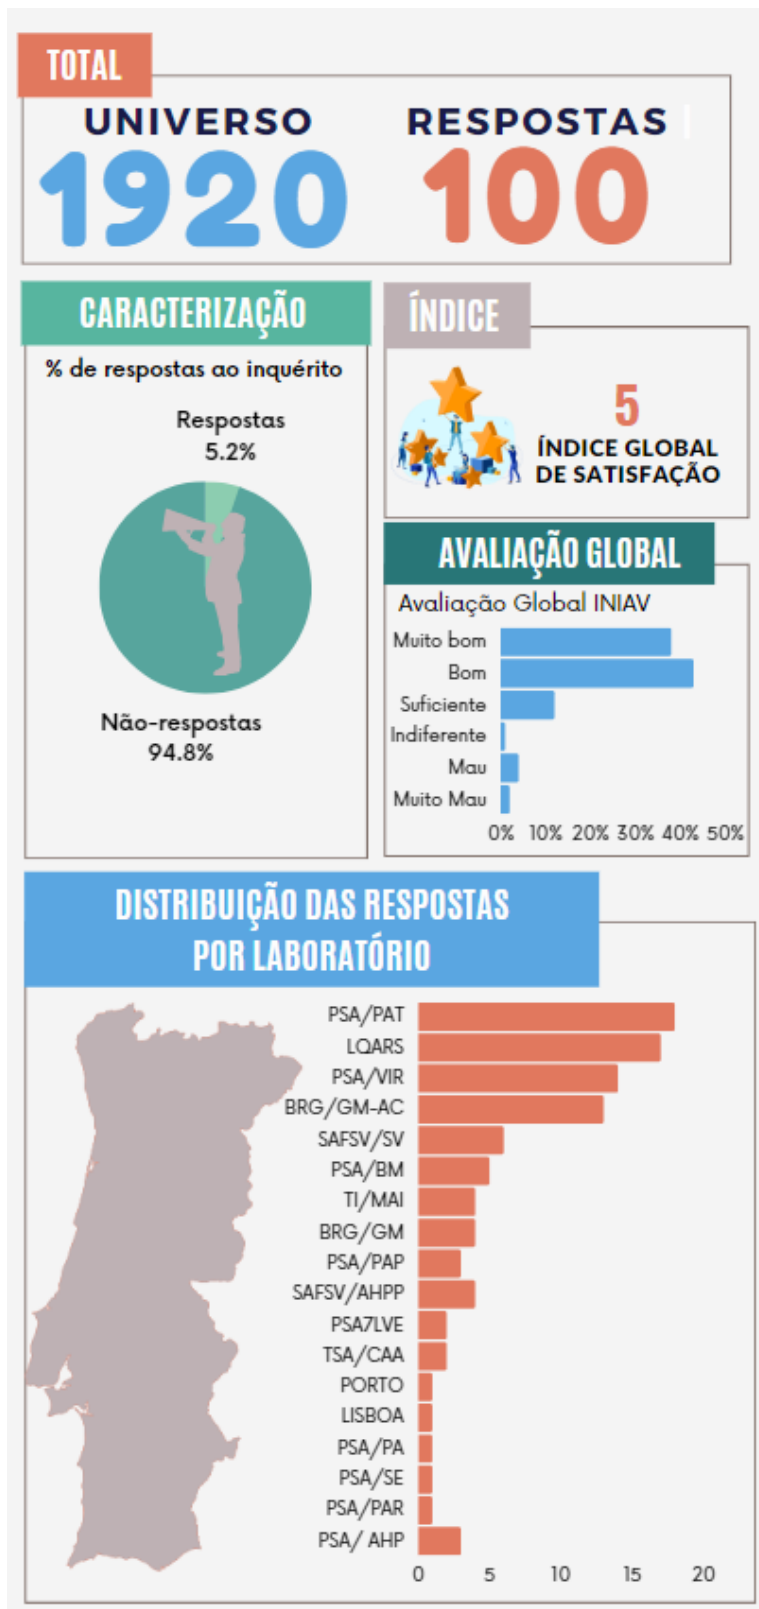 TOTAL
UNIVERSO
1920
RESPOSTAS
100
CARACTERIZAÇÃO
% de respostas ao inquérito
Respostas
5.2%
Não-respostas
94.8%
ÍNDICE
5
ÍNDICE GLOBAL
DE SATISFAÇÃO
AVALIAÇÃO GLOBAL
Avaliação Global INIAV
Muito bom
Bom
Suficiente
Indiferente
Mau
Muito Mau
0% 10% 20% 30% 40% 50%
DISTRIBUIÇÃO DAS RESPOSTAS
POR LABORATÓRIO
PSA/PAT
LQARS
PSA/VIR
BRG/GM-AC
SAFSV/SV
PSA/BM
TI/MAI
BRG/GM
PSA/PAP
SAFSV/AHPP
PSA7LVE
TSA/CAA
PORTO
LISBOA
PSA/PA
PSA/SE
PSA/PAR
PSA/ AHP
0 5 10 15 20